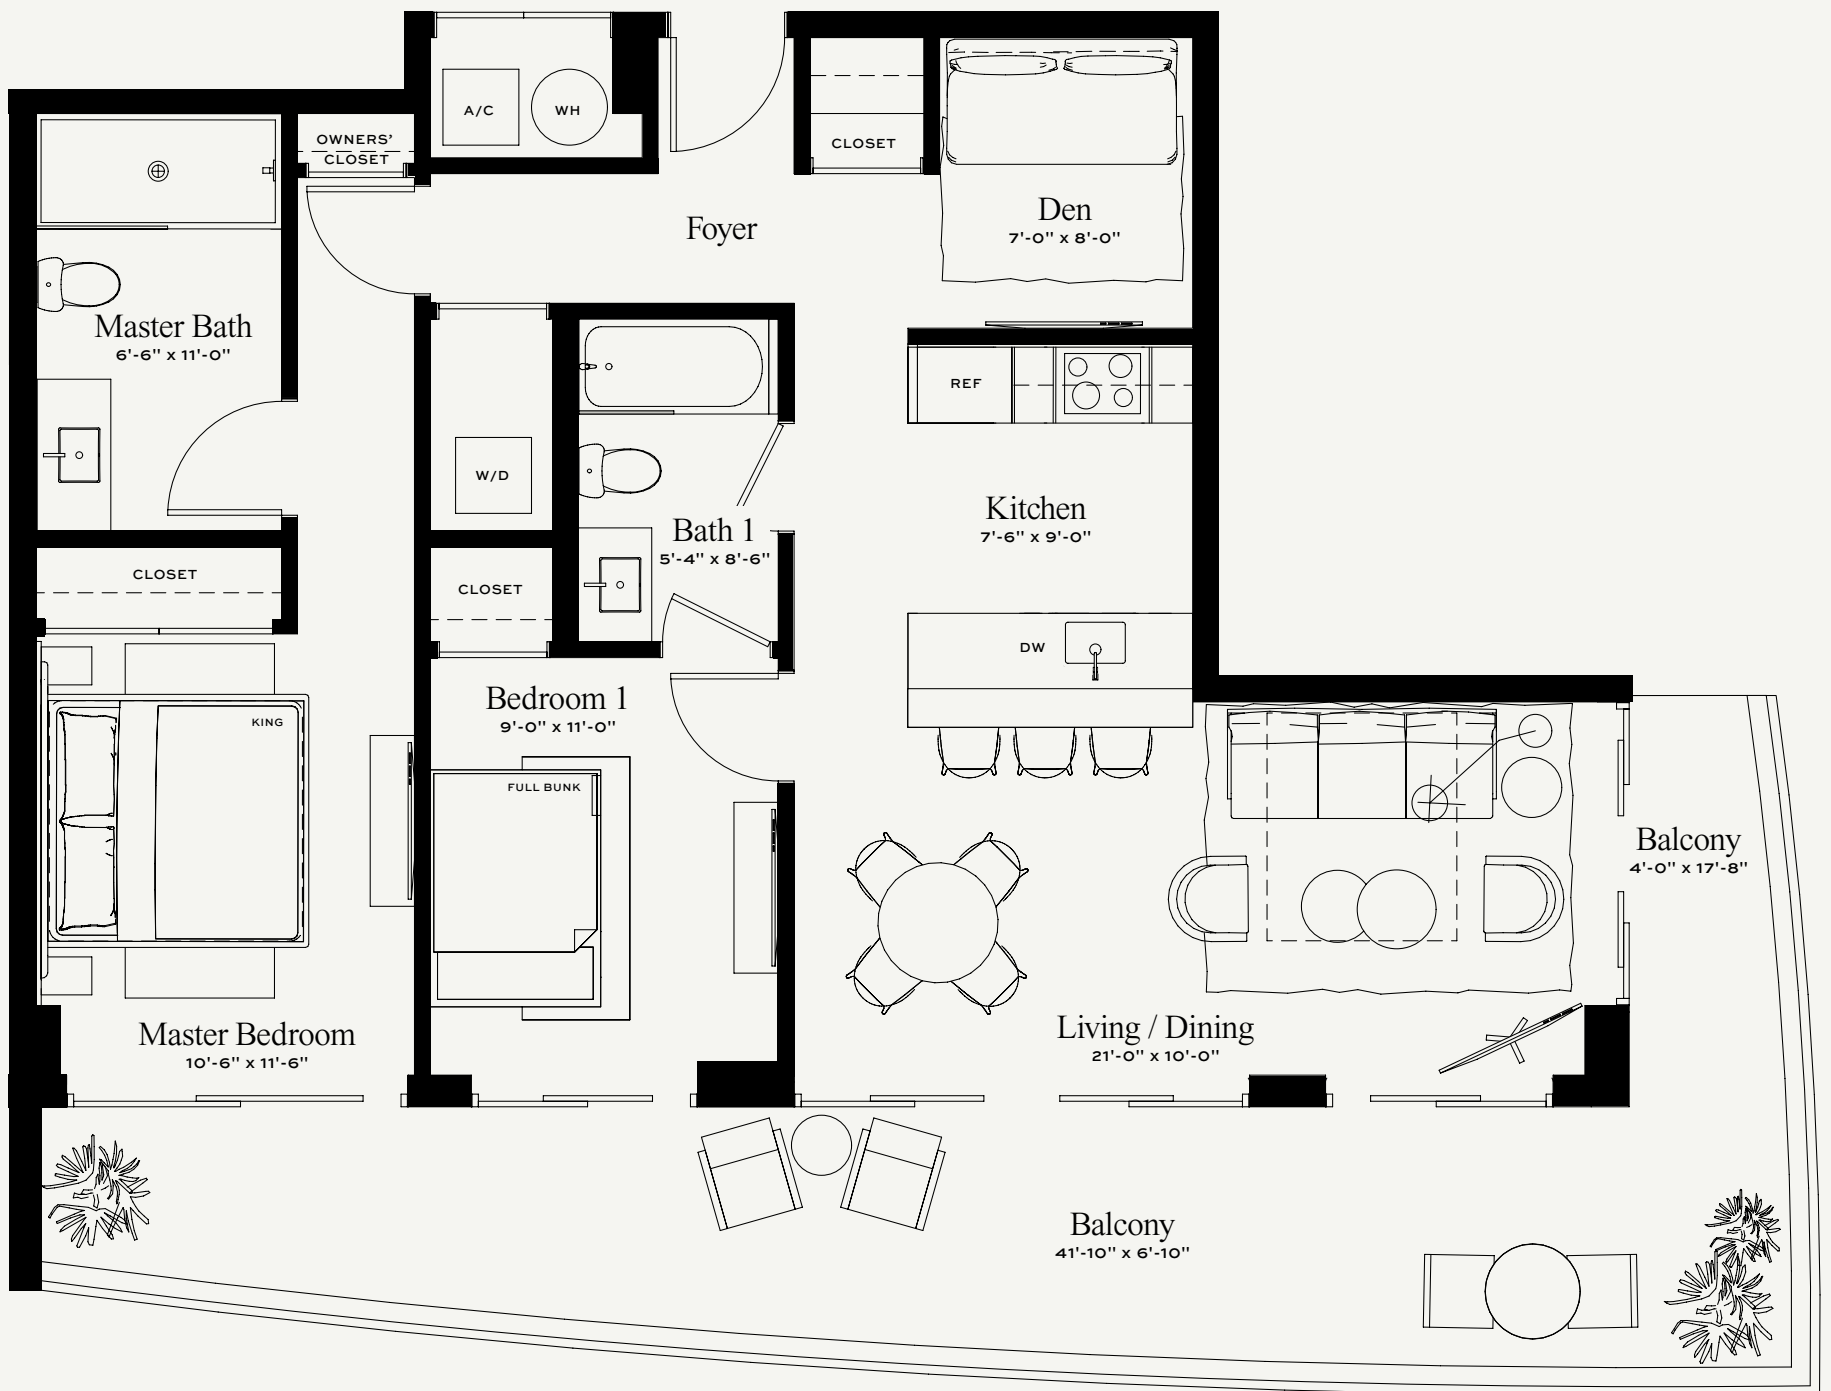 A/C
WH
OWNERS'
CLOSET
CLOSET
Foyer
Den
7'-0" x 8'-0"
Master Bath
6'-6" x 11'-0"
REF
W/D
Kitchen
7'-6" x 9'-0"
Bath 1
5'-4" x 8'-6"
CLOSET
CLOSET
DW
Bedroom 1
9'-0" x 11'-0"
KING
FULL BUNK
Balcony
4'-0" x 17'-8"
Master Bedroom
10'-6" x 11'-6"
Living / Dining
21'-0" x 10'-0"
Balcony
41'-10" x 6'-10"